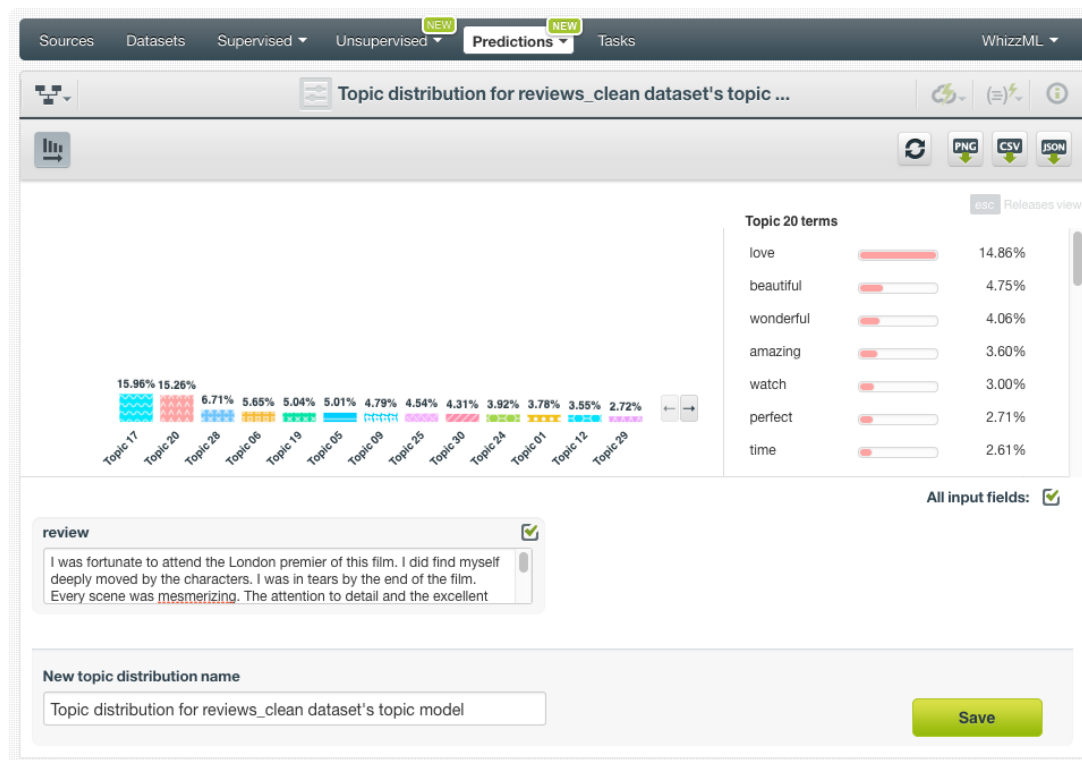 NEW
NEW
Sources Datasets Supervised Unsupervised Predictions Tasks WhizzML
Topic distribution for reviews_clean dataset's topic ...
PNG CSV JSON
esc Releases view
Topic 20 terms
love 14.86%
beautiful 4.75%
wonderful 4.06%
amazing 3.60%
watch 3.00%
perfect 2.71%
time 2.61%
15.96% 15.26% 6.71% 5.65% 5.04% 5.01% 4.79% 4.54% 4.31% 3.92% 3.78% 3.55% 2.72%
Topic 17 Topic 20 Topic 28 Topic 06 Topic 19 Topic 05 Topic 09 Topic 25 Topic 30 Topic 24 Topic 01 Topic 12 Topic 29
All input fields:
review
I was fortunate to attend the London premier of this film. I did find myself
deeply moved by the characters. I was in tears by the end of the film.
Every scene was mesmerizing. The attention to detail and the excellent
New topic distribution name
Topic distribution for reviews_clean dataset's topic model
Save